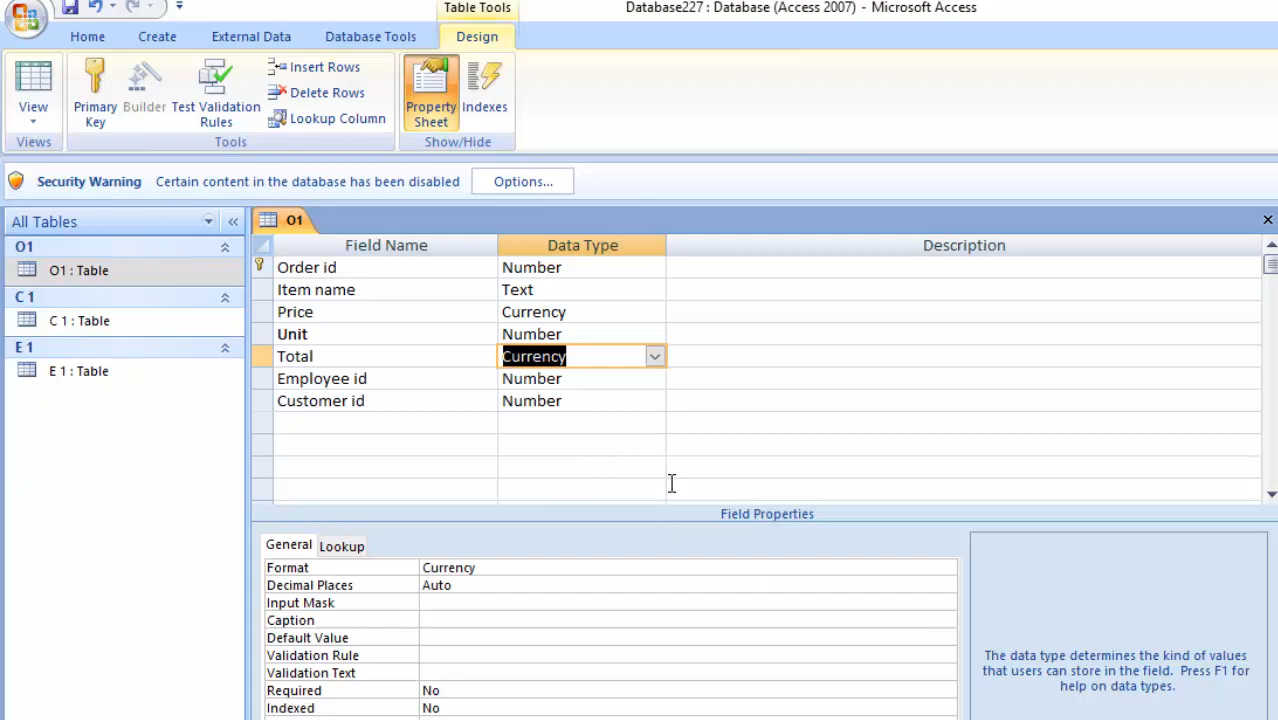 Table Tools
Database227 : Database (Access 2007) - Microsoft Access
Home
Create
External Data
Database Tools
Design
View
Primary Key
Builder
Test Validation Rules
Insert Rows
Delete Rows
Lookup Column
Property Sheet
Indexes
Views
Tools
Show/Hide
Security Warning
Certain content in the database has been disabled
Options...
All Tables
O1
O1 : Table
C 1
C 1 : Table
E 1
E 1 : Table
O1
Field Name Data Type Description
Order id Number
Item name Text
Price Currency
Unit Number
Total Currency
Employee id Number
Customer id Number
Field Properties
General Lookup
Format Currency
Decimal Places Auto
Input Mask
Caption
Default Value
Validation Rule
Validation Text
Required No
Indexed No
The data type determines the kind of values
that users can store in the field. Press F1 for
help on data types.